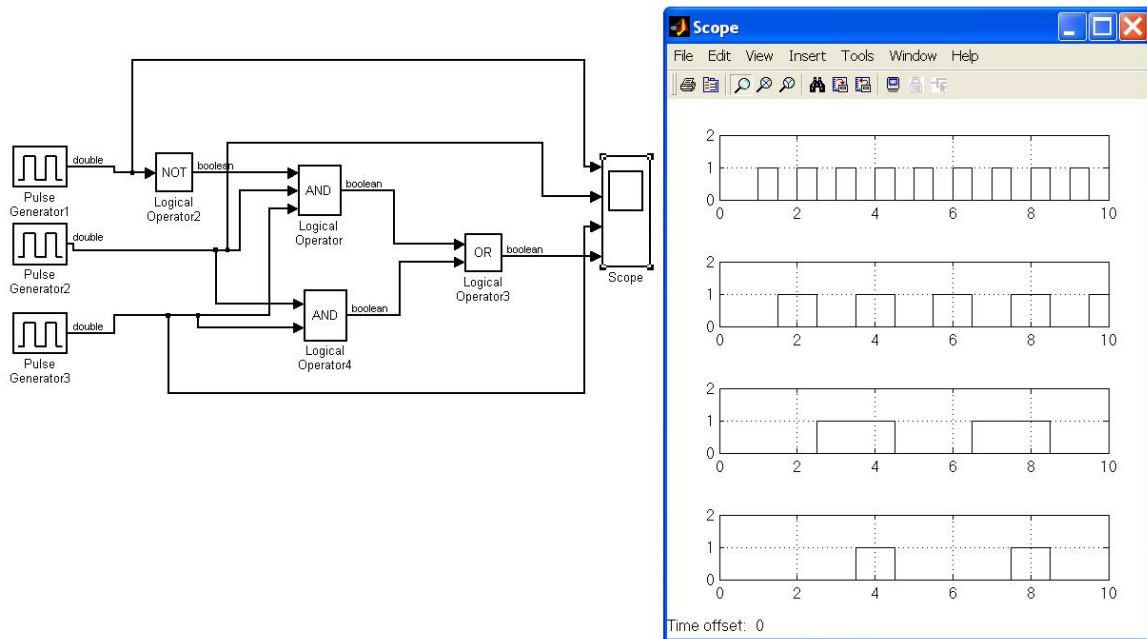 Scope
File Edit View Insert Tools Window Help
double
NOT
boolean
Pulse
Generator1
Logical
Operator2
AND
boolean
Logical
Operator
double
Pulse
Generator2
OR
boolean
Logical
Operator3
Scope
double
Pulse
Generator3
AND
boolean
Logical
Operator4
2
1
0
0 2 4 6 8 10
2
1
0
0 2 4 6 8 10
2
1
0
0 2 4 6 8 10
2
1
0
0 2 4 6 8 10
Time offset: 0